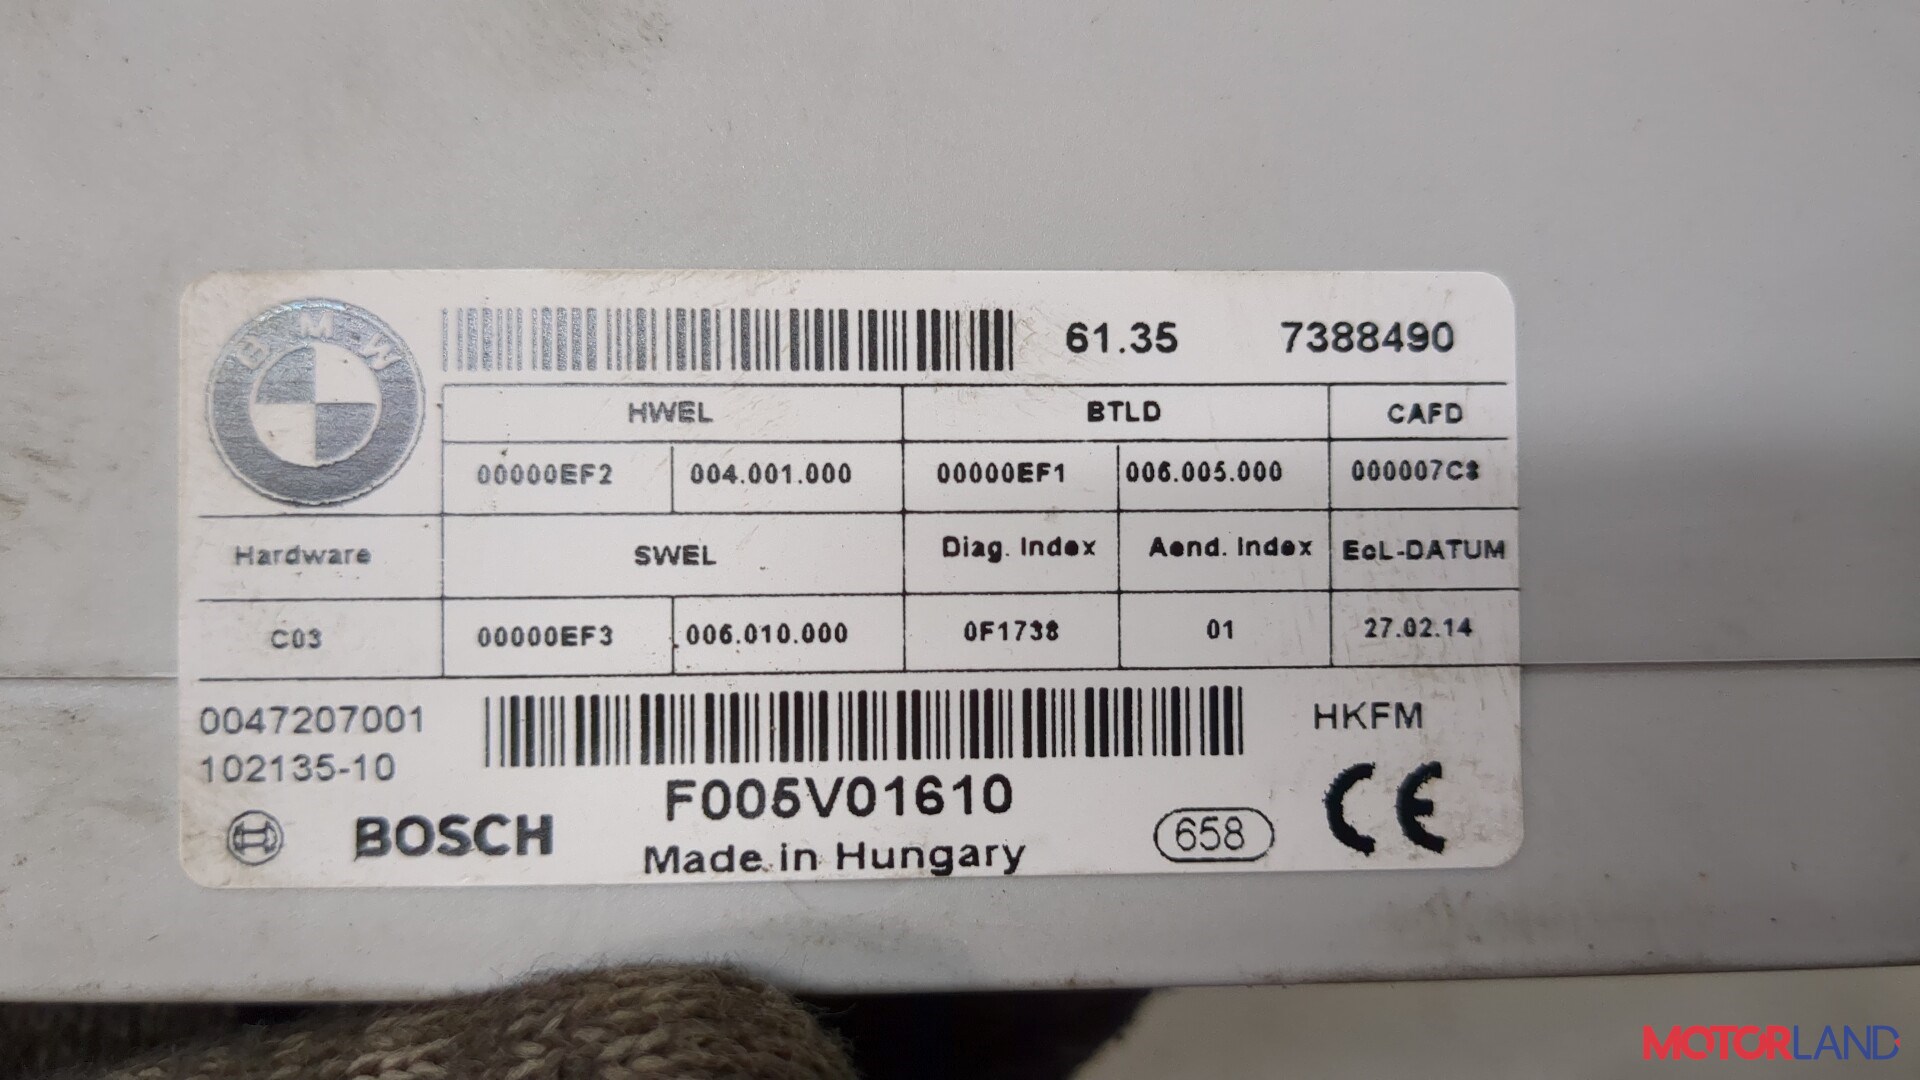 BMW
61.35 7388490
HWEL BTLD CAFD
00000EF2 004.001.000 00000EF1 006.005.000 000007C8
Hardware SWEL Diag. Index Aend. Index EcL-DATUM
C03 00000EF3 006.010.000 0F1738 01 27.02.14
0047207001 HKFM
102135-10
F005V01610
BOSCH 658 CE
Made in Hungary
MOTORLAND